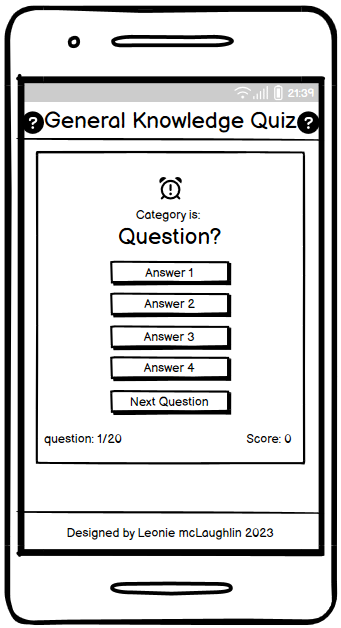 21:39
? General Knowledge Quiz ?
Category is:
Question?
Answer 1
Answer 2
Answer 3
Answer 4
Next Question
question: 1/20 Score: 0
Designed by Leonie mcLaughlin 2023